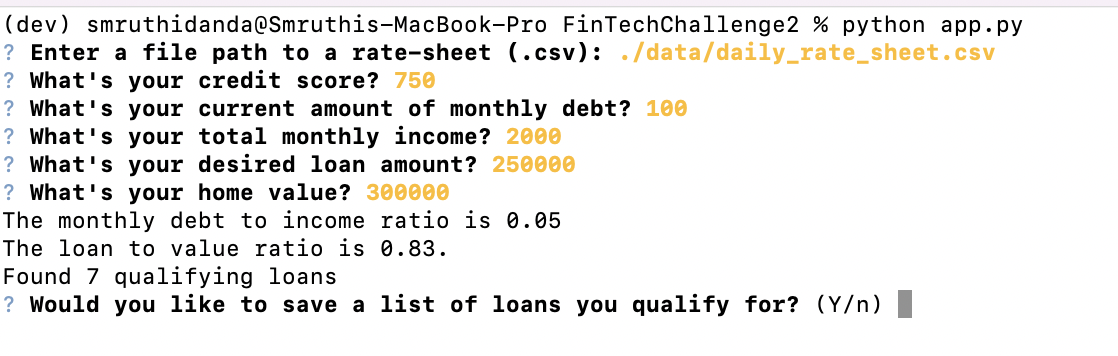 (dev) smruthidanda@Smruthis-MacBook-Pro FinTechChallenge2 % python app.py
? Enter a file path to a rate-sheet (.csv): ./data/daily_rate_sheet.csv
? What's your credit score? 750
? What's your current amount of monthly debt? 100
? What's your total monthly income? 2000
? What's your desired loan amount? 250000
? What's your home value? 300000
The monthly debt to income ratio is 0.05
The loan to value ratio is 0.83.
Found 7 qualifying loans
? Would you like to save a list of loans you qualify for? (Y/n)